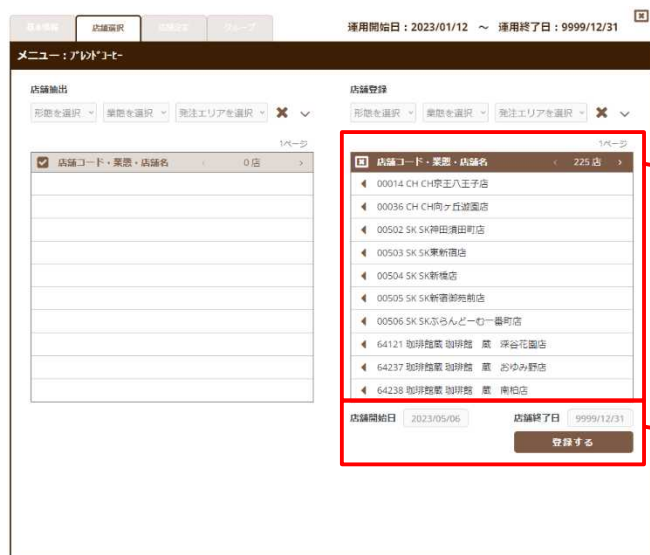 基本情報 店舗選択 店舗設定 グループ
運用開始日：2023/01/12 ～ 運用終了日：9999/12/31
メニュー：ﾌﾞﾚﾝﾄﾞｺｰﾋｰ
店舗抽出
形態を選択 業態を選択 発注エリアを選択
1ページ
店舗コード・業態・店舗名 0 店
店舗登録
形態を選択 業態を選択 発注エリアを選択
1ページ
店舗コード・業態・店舗名 225 店
00014 CH CH京王八王子店
00036 CH CH向ヶ丘遊園店
00502 SK SK神田須田町店
00503 SK SK東新宿店
00504 SK SK新橋店
00505 SK SK新宿御苑前店
00506 SK SKぶらんどーむ一番町店
64121 珈琲館蔵 珈琲館 蔵 深谷花園店
64237 珈琲館蔵 珈琲館 蔵 おゆみ野店
64238 珈琲館蔵 珈琲館 蔵 南柏店
店舗開始日 2023/05/06 店舗終了日 9999/12/31
登録する